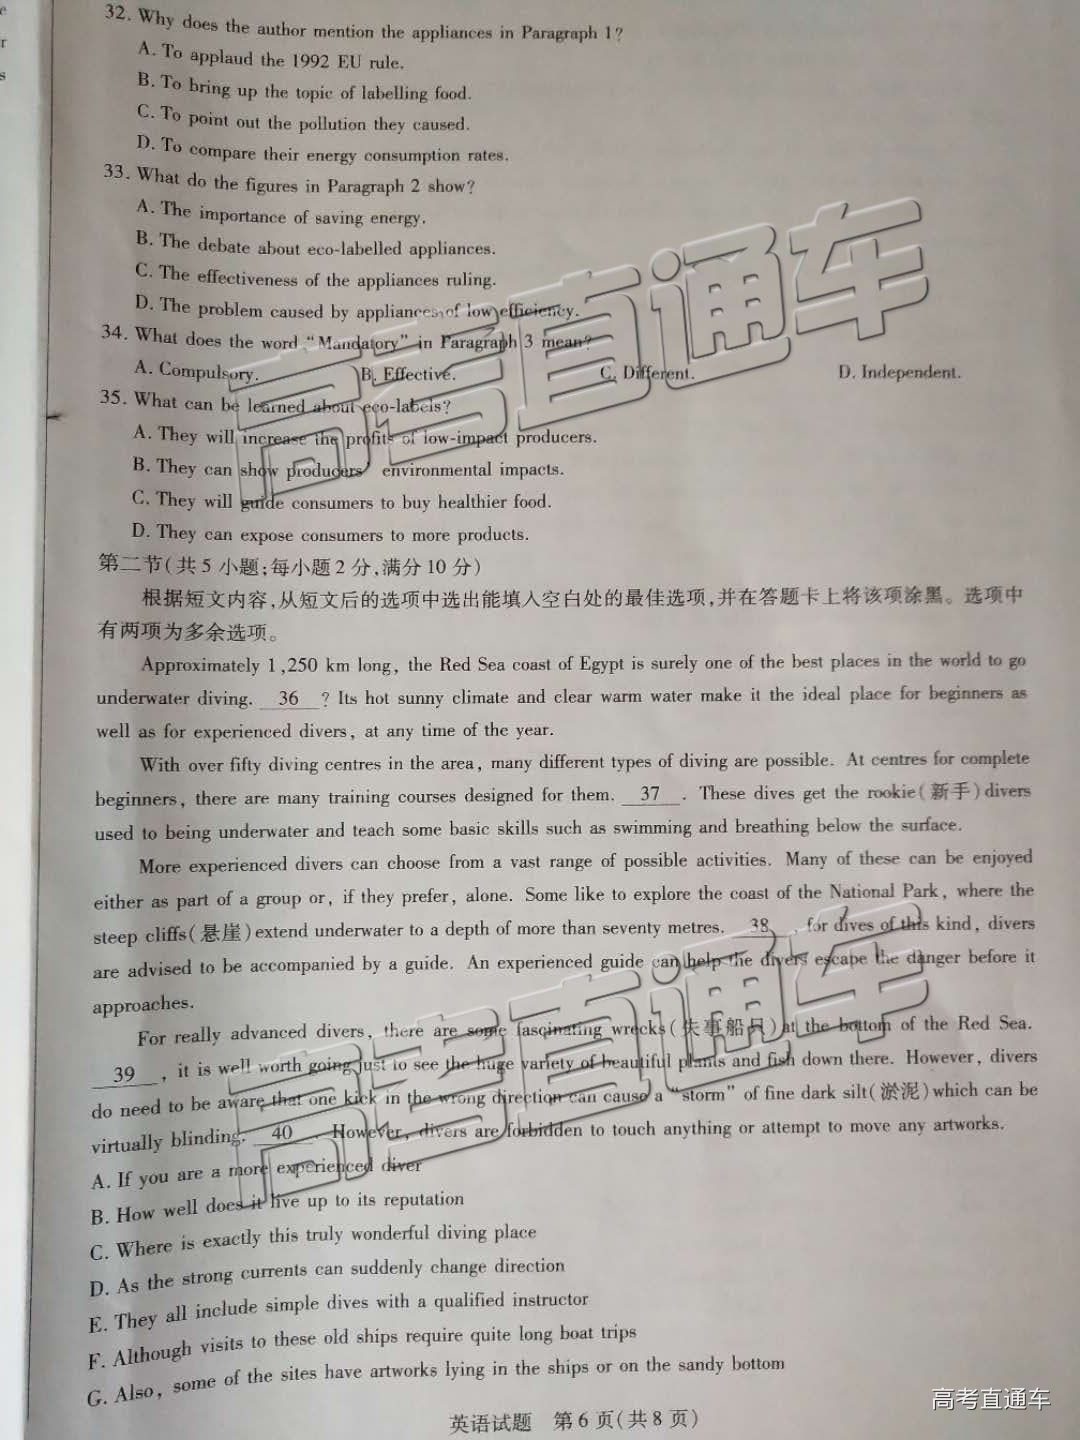 e
r
s
32. Why does the author mention the appliances in Paragraph 1?
A. To applaud the 1992 EU rule.
B. To bring up the topic of labelling food.
C. To point out the pollution they caused.
D. To compare their energy consumption rates.
33. What do the figures in Paragraph 2 show?
A. The importance of saving energy.
B. The debate about eco-labelled appliances.
C. The effectiveness of the appliances ruling.
D. The problem caused by appliances of low efficiency.
34. What does the word “Mandatory” in Paragraph 3 mean?
A. Compulsory. B. Effective. C. Different. D. Independent.
35. What can be learned about eco-labels?
A. They will increase the profits of low-impact producers.
B. They can show producers’ environmental impacts.
C. They will guide consumers to buy healthier food.
D. They can expose consumers to more products.
第二节(共5小题;每小题2分,满分10分)
根据短文内容,从短文后的选项中选出能填入空白处的最佳选项,并在答题卡上将该项涂黑。选项中
有两项为多余选项。
Approximately 1,250 km long, the Red Sea coast of Egypt is surely one of the best places in the world to go
underwater diving. 36 ? Its hot sunny climate and clear warm water make it the ideal place for beginners as
well as for experienced divers, at any time of the year.
With over fifty diving centres in the area, many different types of diving are possible. At centres for complete
beginners, there are many training courses designed for them. 37 . These dives get the rookie(新手)divers
used to being underwater and teach some basic skills such as swimming and breathing below the surface.
More experienced divers can choose from a vast range of possible activities. Many of these can be enjoyed
either as part of a group or, if they prefer, alone. Some like to explore the coast of the National Park, where the
steep cliffs(悬崖)extend underwater to a depth of more than seventy metres. 38 , for dives of this kind, divers
are advised to be accompanied by a guide. An experienced guide can help the divers escape the danger before it
approaches.
For really advanced divers, there are some fascinating wrecks(失事船只)at the bottom of the Red Sea.
39 , it is well worth going just to see the huge variety of beautiful plants and fish down there. However, divers
do need to be aware that one kick in the wrong direction can cause a “storm” of fine dark silt(淤泥)which can be
virtually blinding. 40 . However, divers are forbidden to touch anything or attempt to move any artworks.
A. If you are a more experienced diver
B. How well does it live up to its reputation
C. Where is exactly this truly wonderful diving place
D. As the strong currents can suddenly change direction
E. They all include simple dives with a qualified instructor
F. Although visits to these old ships require quite long boat trips
G. Also, some of the sites have artworks lying in the ships or on the sandy bottom
英语试题 第6页(共8页)
高考直通车
高考直通车
高考直通车